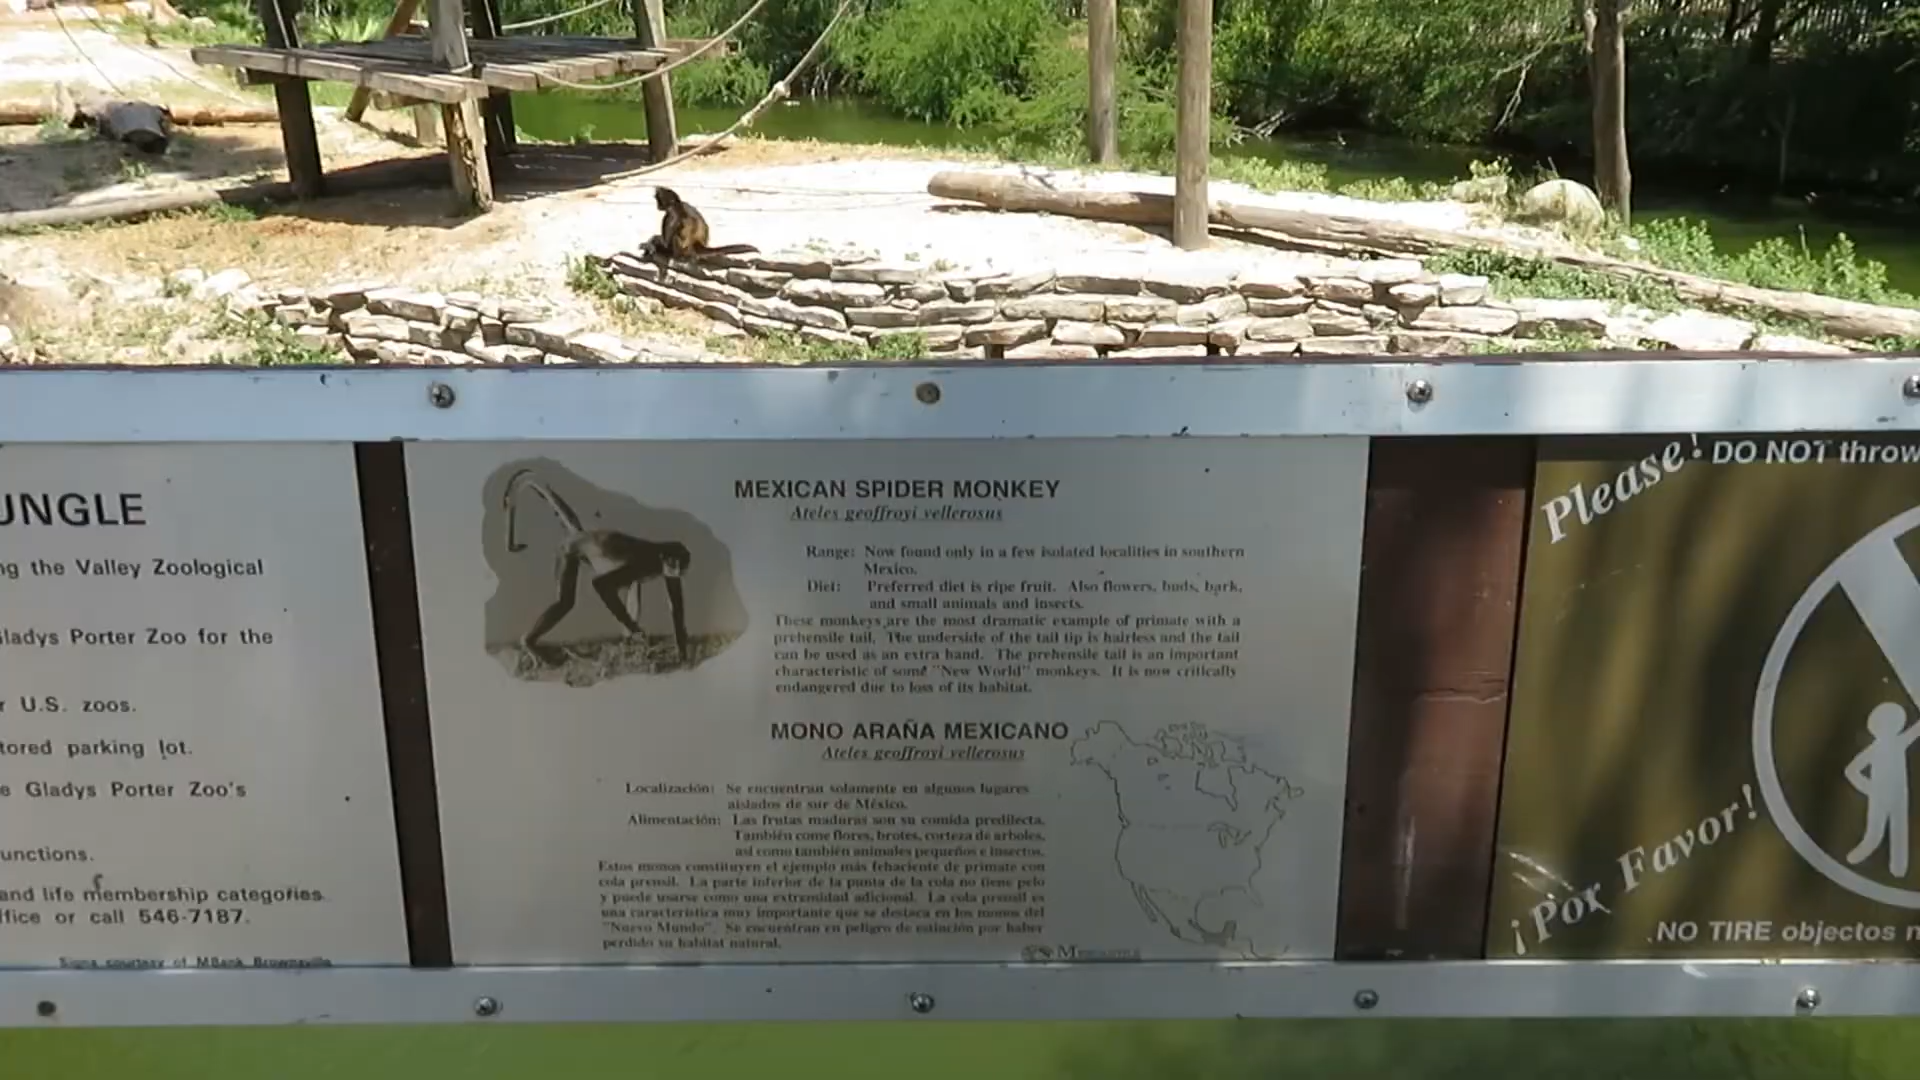 UNGLE
ng the Valley Zoological
Gladys Porter Zoo for the
r U.S. zoos.
tored parking lot.
e Gladys Porter Zoo's
unctions.
and life membership categories.
ffice or call 546-7187.
Signs courtesy of MBank Brownsville
MEXICAN SPIDER MONKEY
Ateles geoffroyi vellerosus
Range: Now found only in a few isolated localities in southern
Mexico.
Diet: Preferred diet is ripe fruit. Also flowers, buds, bark,
and small animals and insects.
These monkeys are the most dramatic example of primate with a
prehensile tail. The underside of the tail tip is hairless and the tail
can be used as an extra hand. The prehensile tail is an important
characteristic of some "New World" monkeys. It is now critically
endangered due to loss of its habitat.
MONO ARAÑA MEXICANO
Ateles geoffroyi vellerosus
Localización: Se encuentran solamente en algunos lugares
aislados de sur de México.
Alimentación: Las frutas maduras son su comida predilecta.
También come flores, brotes, corteza de arboles,
así como también animales pequeños e insectos.
Estos monos constituyen el ejemplo más fehaciente de primate con
cola prensil. La parte inferior de la punta de la cola no tiene pelo
y puede usarse como una extremidad adicional. La cola prensil es
una característica muy importante que se destaca en los monos del
"Nuevo Mundo". Se encuentran en peligro de extinción por haber
perdido su habitat natural.
Please! DO NOT throw
¡Por Favor!
NO TIRE objectos